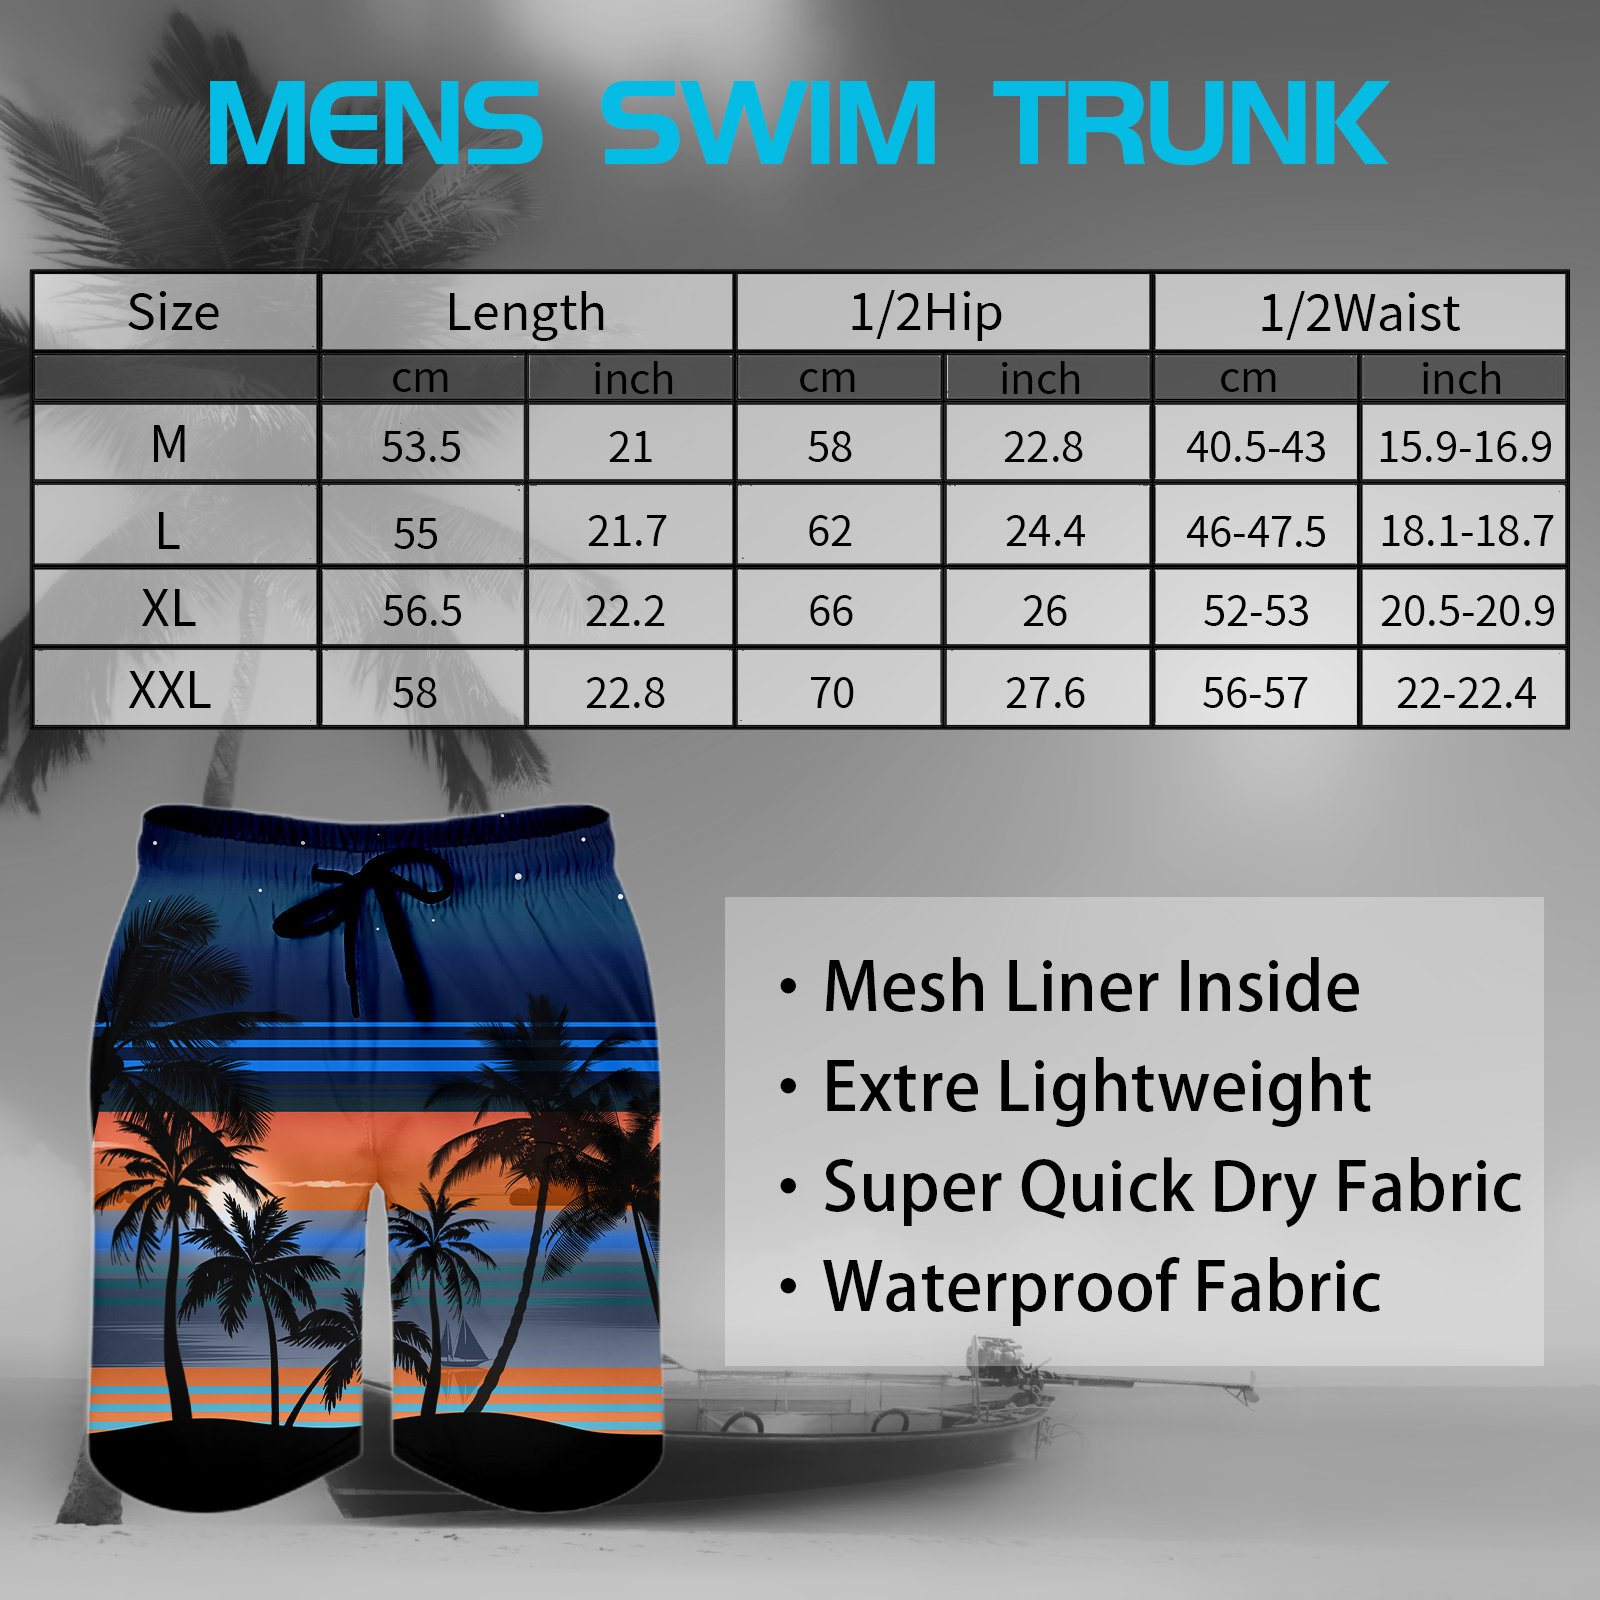 MENS SWIM TRUNK
Size Length 1/2Hip 1/2Waist
cm inch cm inch cm inch
M 53.5 21 58 22.8 40.5-43 15.9-16.9
L 55 21.7 62 24.4 46-47.5 18.1-18.7
XL 56.5 22.2 66 26 52-53 20.5-20.9
XXL 58 22.8 70 27.6 56-57 22-22.4
• Mesh Liner Inside
• Extre Lightweight
• Super Quick Dry Fabric
• Waterproof Fabric